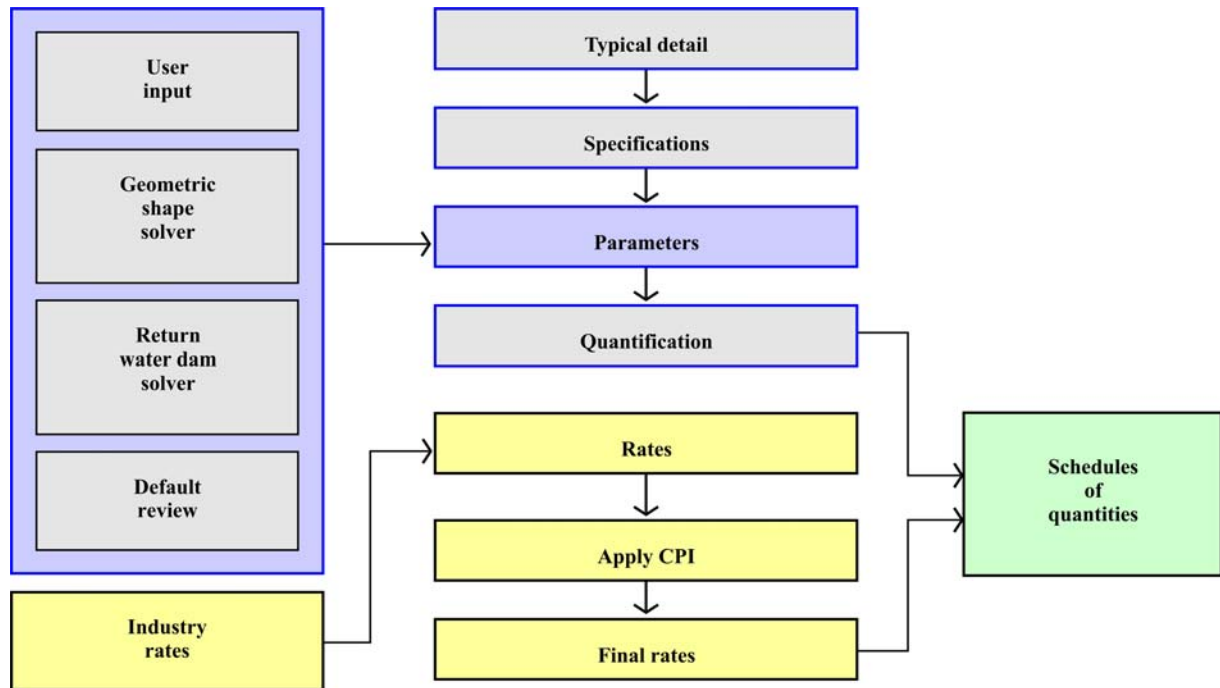 User
input
Geometric
shape
solver
Return
water dam
solver
Default
review
Industry
rates
Typical detail
Specifications
Parameters
Quantification
Rates
Apply CPI
Final rates
Schedules
of
quantities